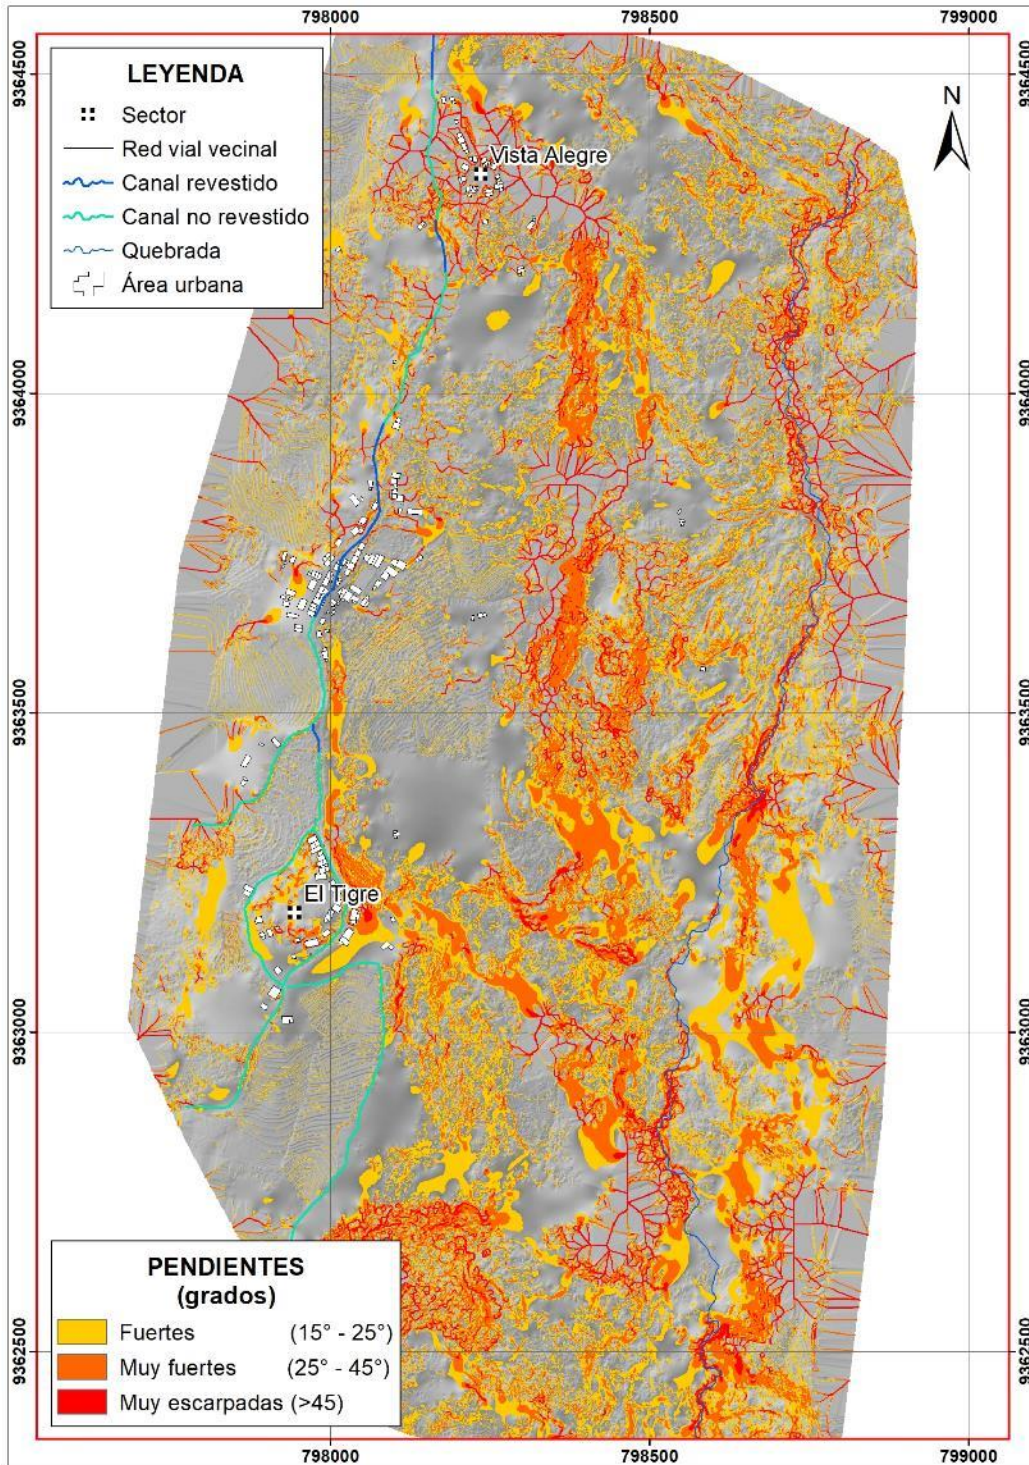 798000
798500
799000
9364500
9364500
LEYENDA
Sector
Red vial vecinal
Canal revestido
Canal no revestido
Quebrada
Área urbana
N
Vista Alegre
9364000
9364000
9363500
9363500
El Tigre
9363000
9363000
PENDIENTES
(grados)
Fuertes (15° - 25°)
Muy fuertes (25° - 45°)
Muy escarpadas (>45)
9362500
9362500
798000
798500
799000